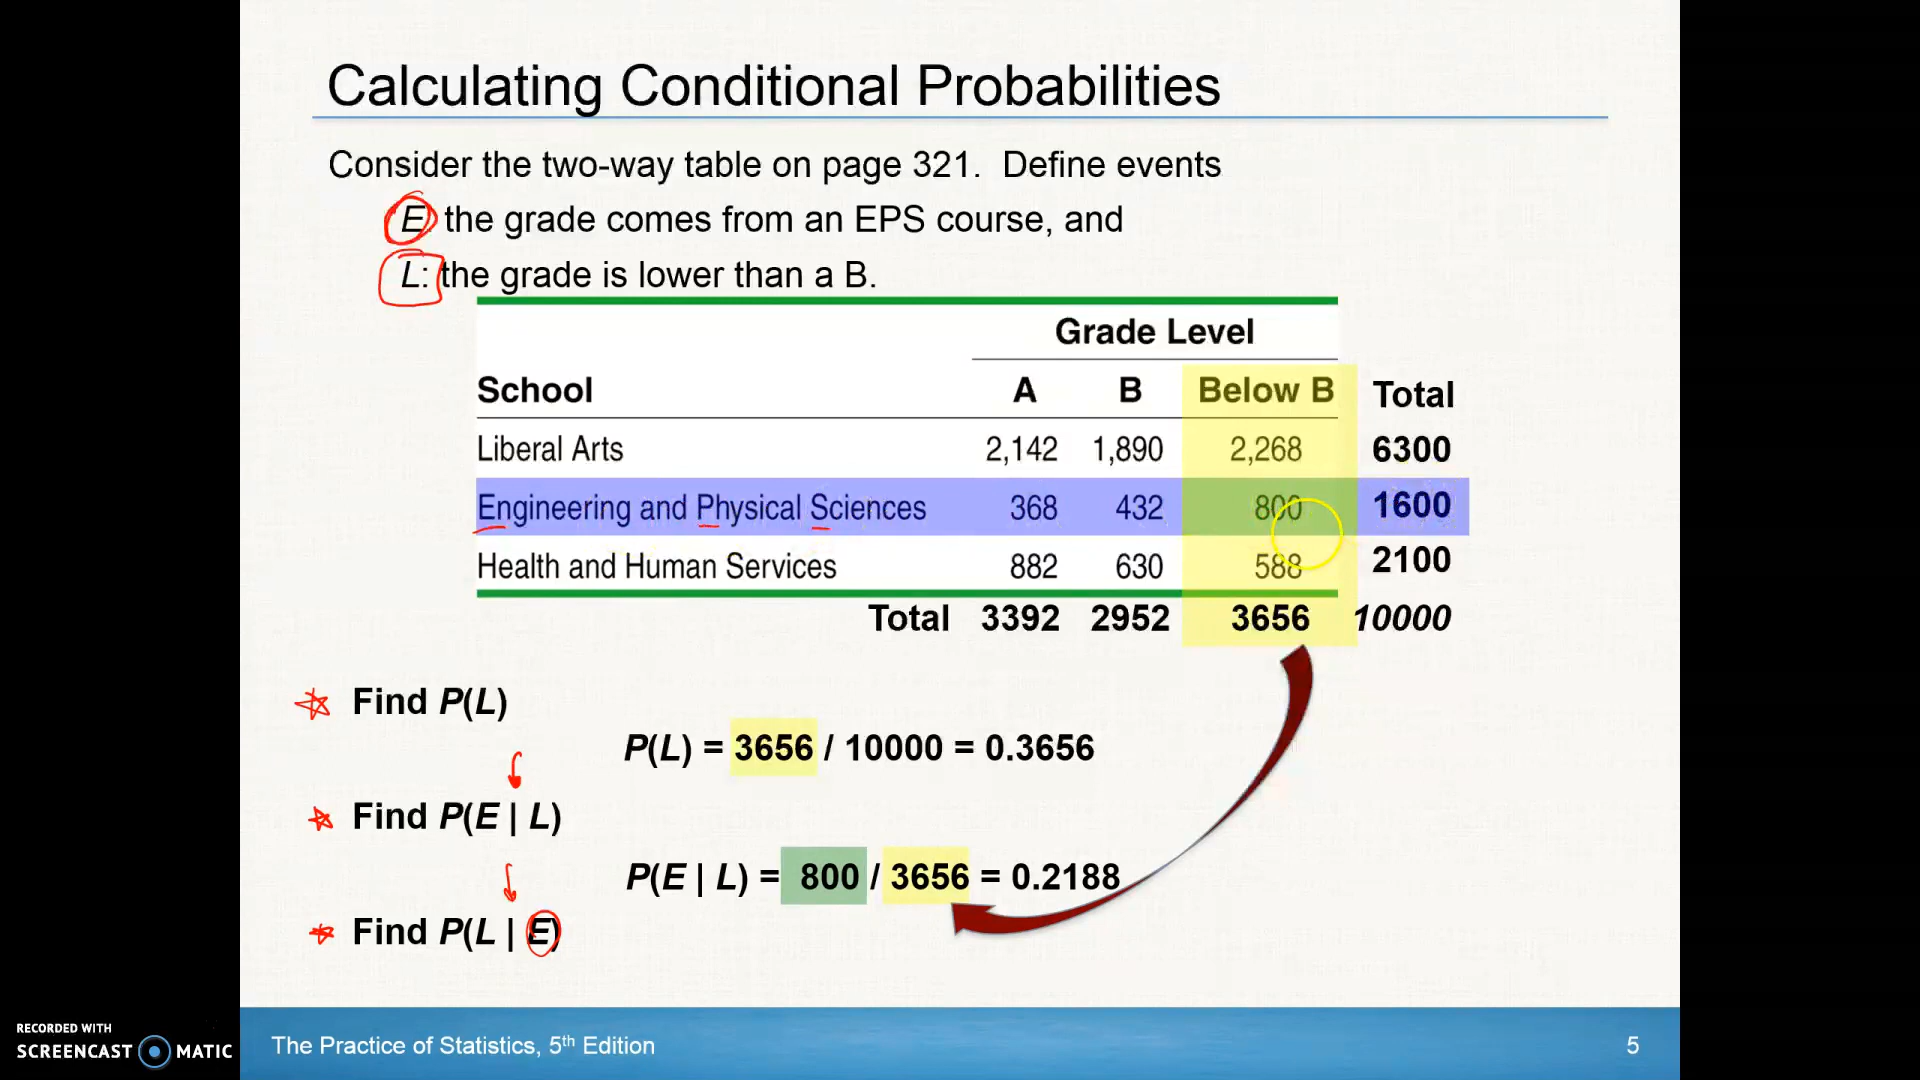 Calculating Conditional Probabilities
Consider the two-way table on page 321. Define events
E: the grade comes from an EPS course, and
L: the grade is lower than a B.
Grade Level
School A B Below B Total
Liberal Arts 2,142 1,890 2,268 6300
Engineering and Physical Sciences 368 432 800 1600
Health and Human Services 882 630 588 2100
Total 3392 2952 3656 10000
Find P(L)
P(L) = 3656 / 10000 = 0.3656
Find P(E | L)
P(E | L) = 800 / 3656 = 0.2188
Find P(L | E)
RECORDED WITH
SCREENCAST MATIC
The Practice of Statistics, 5th Edition
5